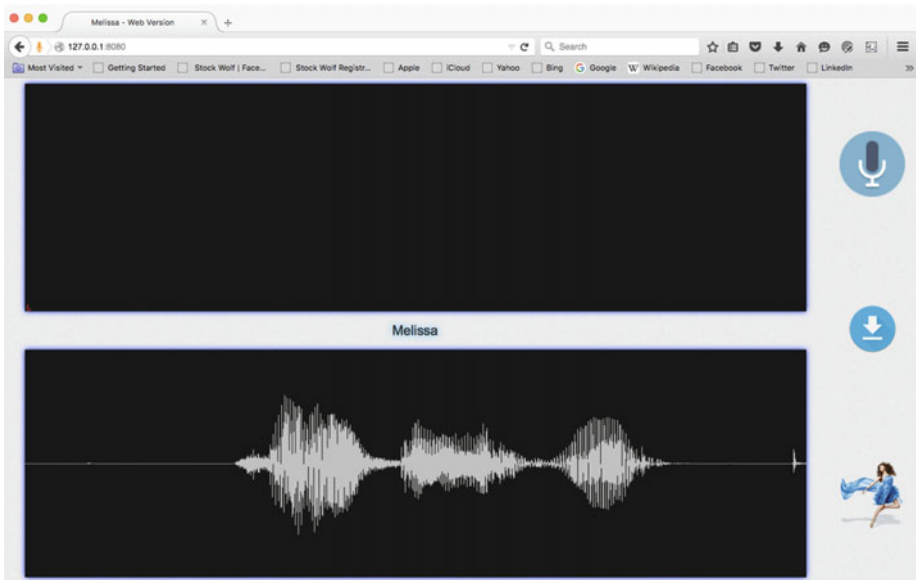 Melissa - Web Version
127.0.0.1:8080
Search
Most Visited Getting Started Stock Wolf | Face... Stock Wolf Registr... Apple iCloud Yahoo Bing Google Wikipedia Facebook Twitter LinkedIn
Melissa